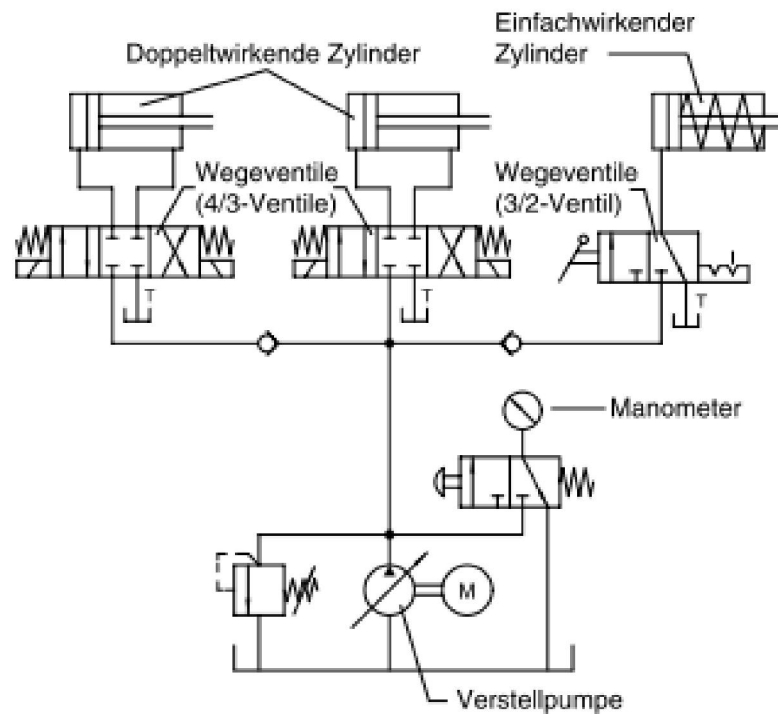 Einfachwirkender
Zylinder
Doppeltwirkende Zylinder
Wegeventile
(4/3-Ventile)
Wegeventile
(3/2-Ventil)
T
T
T
Manometer
M
Verstellpumpe